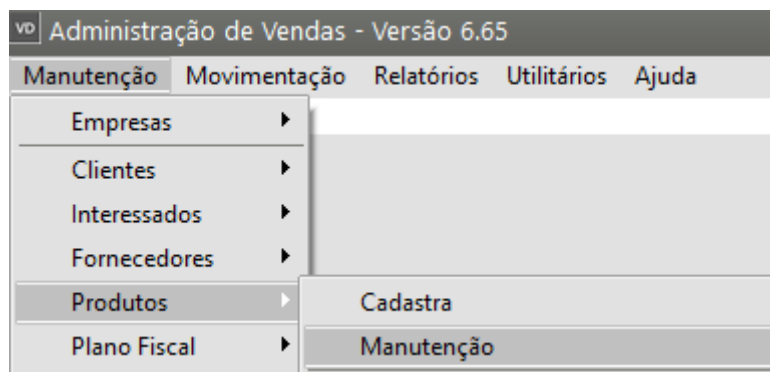 VD Administração de Vendas - Versão 6.65
Manutenção Movimentação Relatórios Utilitários Ajuda
Empresas
Clientes
Interessados
Fornecedores
Produtos Cadastra
Plano Fiscal Manutenção